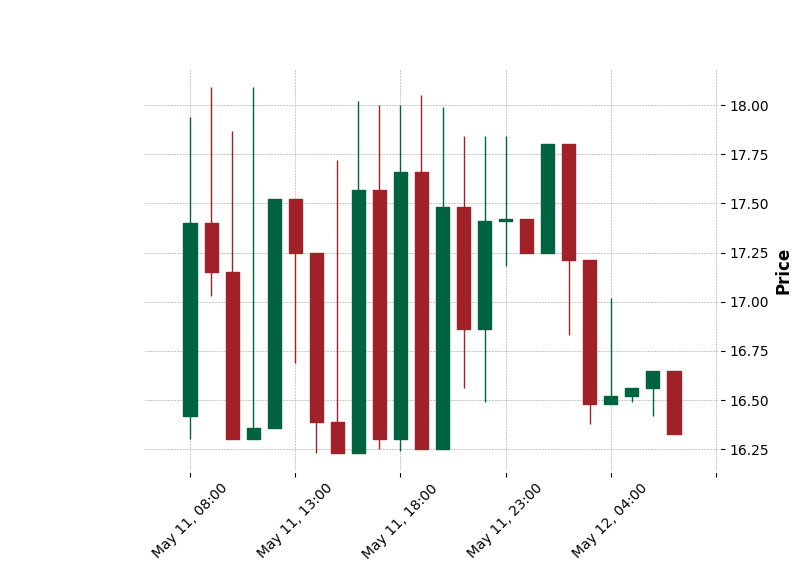 18.00
17.75
17.50
17.25
17.00
16.75
16.50
16.25
Price
May 11, 08:00
May 11, 13:00
May 11, 18:00
May 11, 23:00
May 12, 04:00